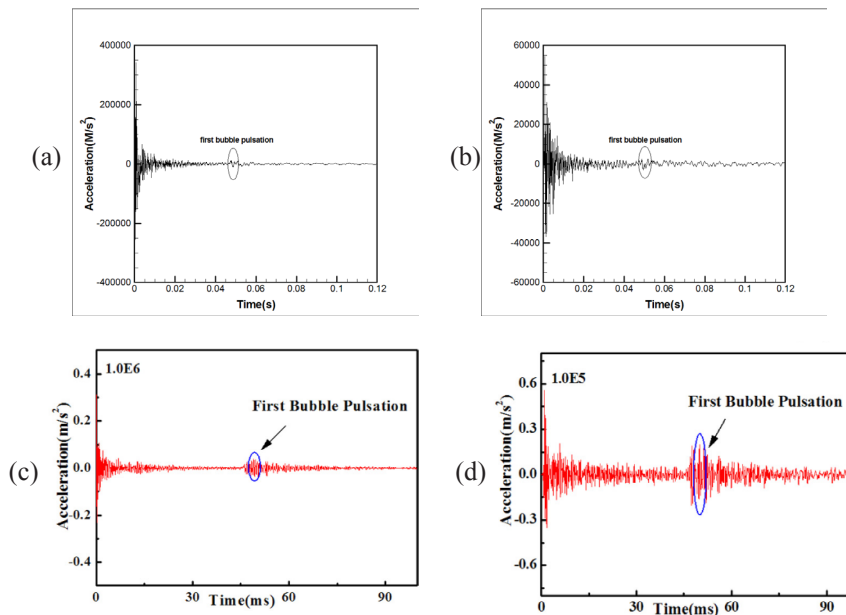 (a)
Acceleration(M/s²)
400000
200000
0
-200000
-400000
first bubble pulsation
0 0.02 0.04 0.06 0.08 0.1 0.12
Time(s)
(b)
Acceleration(M/s²)
60000
40000
20000
0
-20000
-40000
-60000
first bubble pulsation
0 0.02 0.04 0.06 0.08 0.1 0.12
Time(s)
(c)
Acceleration(m/s²)
0.4
0.2
0.0
-0.2
-0.4
1.0E6
First Bubble Pulsation
0 30 60 90
Time(ms)
(d)
Acceleration(m/s²)
0.6
0.3
0.0
-0.3
-0.6
1.0E5
First Bubble Pulsation
0 30 60 90
Time(ms)